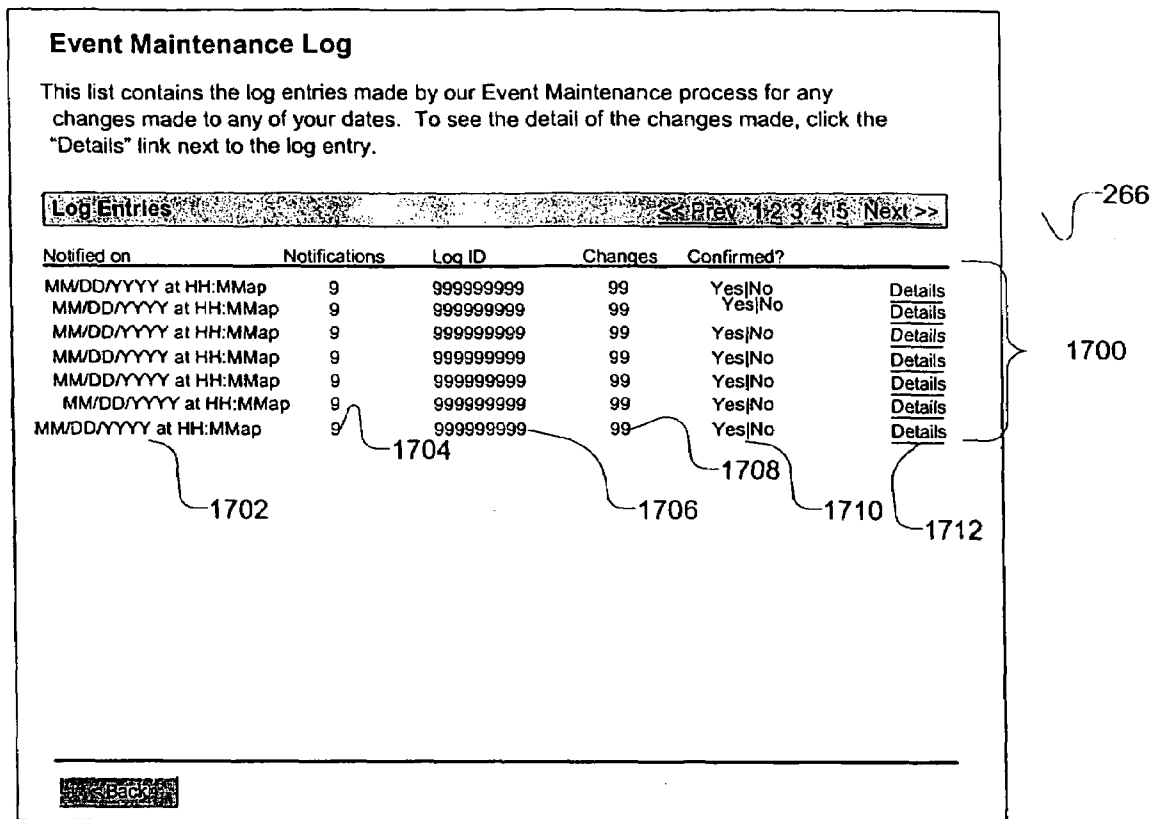 Event Maintenance Log
This list contains the log entries made by our Event Maintenance process for any
changes made to any of your dates. To see the detail of the changes made, click the
"Details" link next to the log entry.
Log Entries << Prev 1 2 3 4 5 Next >>
266
Notified on Notifications Log ID Changes Confirmed?
MM/DD/YYYY at HH:MMap 9 999999999 99 Yes|No Details
MM/DD/YYYY at HH:MMap 9 999999999 99 Yes|No Details
MM/DD/YYYY at HH:MMap 9 999999999 99 Yes|No Details
MM/DD/YYYY at HH:MMap 9 999999999 99 Yes|No Details
MM/DD/YYYY at HH:MMap 9 999999999 99 Yes|No Details
MM/DD/YYYY at HH:MMap 9 999999999 99 Yes|No Details
MM/DD/YYYY at HH:MMap 9 999999999 99 Yes|No Details
1700
1704 1708
1702 1706 1710 1712
< Back